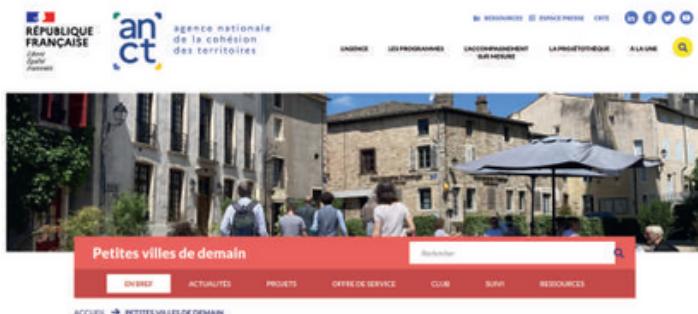 RESSOURCES ESPACE PRESSE CRTE
RÉPUBLIQUE
FRANÇAISE
Liberté
Égalité
Fraternité
an
ct
agence nationale
de la cohésion
des territoires
L'AGENCE LES PROGRAMMES L'ACCOMPAGNEMENT
SUR MESURE LA PROJETOTHÈQUE À LA UNE
Petites villes de demain
Rechercher
EN BREF ACTUALITÉS PROJETS OFFRE DE SERVICE CLUB SUIVI RESSOURCES
ACCUEIL → PETITES VILLES DE DEMAIN